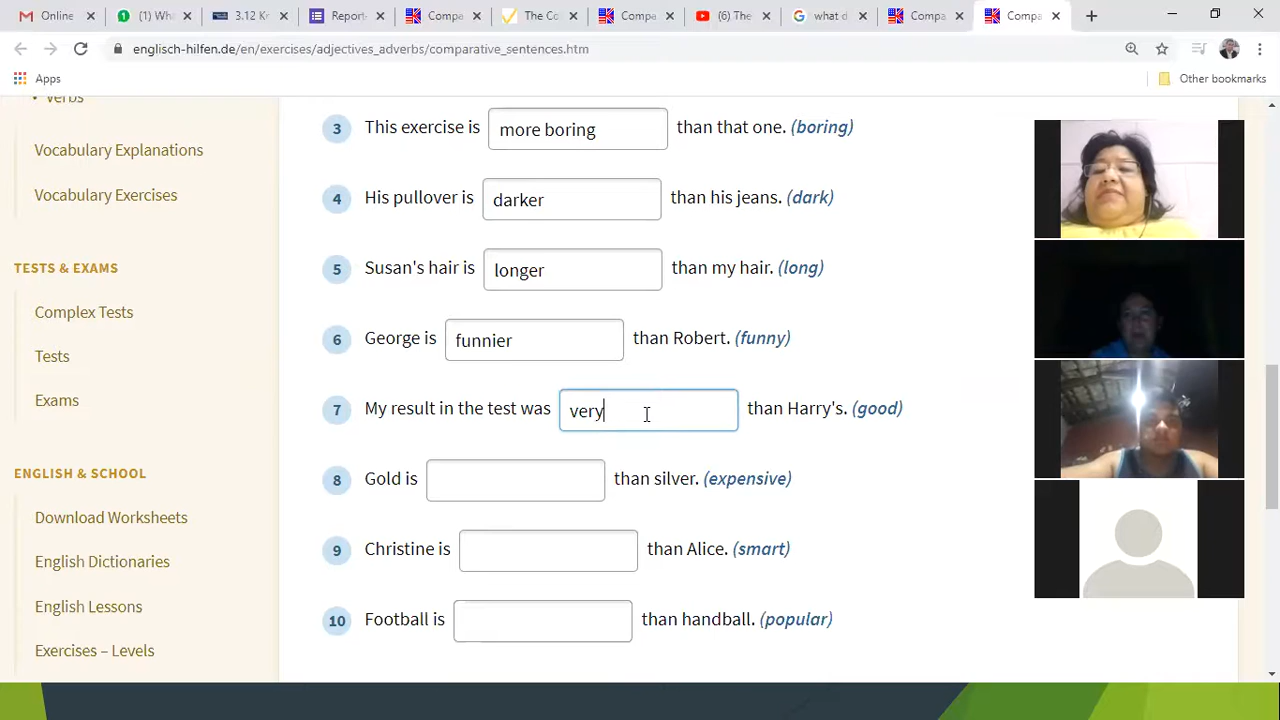 Online
(1) Wha
3.12 Kr
Report
Compa
The Co
Compa
(6) The
what d
Compa
Compa
englisch-hilfen.de/en/exercises/adjectives_adverbs/comparative_sentences.htm
Apps
Other bookmarks
• Verbs
Vocabulary Explanations
Vocabulary Exercises
TESTS & EXAMS
Complex Tests
Tests
Exams
ENGLISH & SCHOOL
Download Worksheets
English Dictionaries
English Lessons
Exercises – Levels
3 This exercise is more boring than that one. (boring)
4 His pullover is darker than his jeans. (dark)
5 Susan's hair is longer than my hair. (long)
6 George is funnier than Robert. (funny)
7 My result in the test was very than Harry's. (good)
8 Gold is than silver. (expensive)
9 Christine is than Alice. (smart)
10 Football is than handball. (popular)